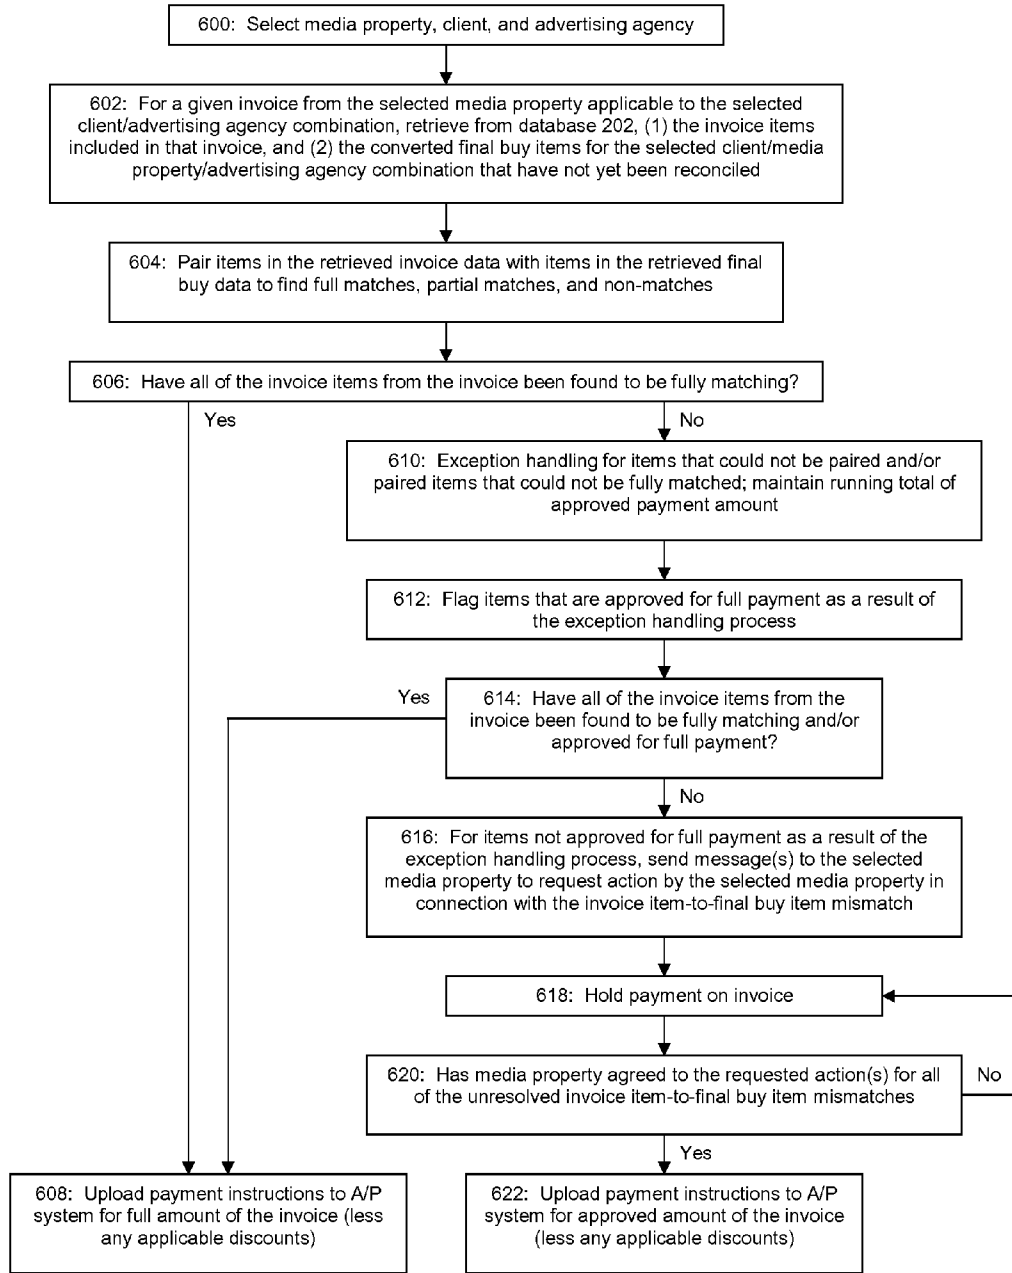 600: Select media property, client, and advertising agency
602: For a given invoice from the selected media property applicable to the selected
client/advertising agency combination, retrieve from database 202, (1) the invoice items
included in that invoice, and (2) the converted final buy items for the selected client/media
property/advertising agency combination that have not yet been reconciled
604: Pair items in the retrieved invoice data with items in the retrieved final
buy data to find full matches, partial matches, and non-matches
606: Have all of the invoice items from the invoice been found to be fully matching?
Yes
No
610: Exception handling for items that could not be paired and/or
paired items that could not be fully matched; maintain running total of
approved payment amount
612: Flag items that are approved for full payment as a result of
the exception handling process
Yes
614: Have all of the invoice items from the
invoice been found to be fully matching and/or
approved for full payment?
No
616: For items not approved for full payment as a result of the
exception handling process, send message(s) to the selected
media property to request action by the selected media property in
connection with the invoice item-to-final buy item mismatch
618: Hold payment on invoice
620: Has media property agreed to the requested action(s) for all
of the unresolved invoice item-to-final buy item mismatches
No
Yes
608: Upload payment instructions to A/P
system for full amount of the invoice (less
any applicable discounts)
622: Upload payment instructions to A/P
system for approved amount of the invoice
(less any applicable discounts)